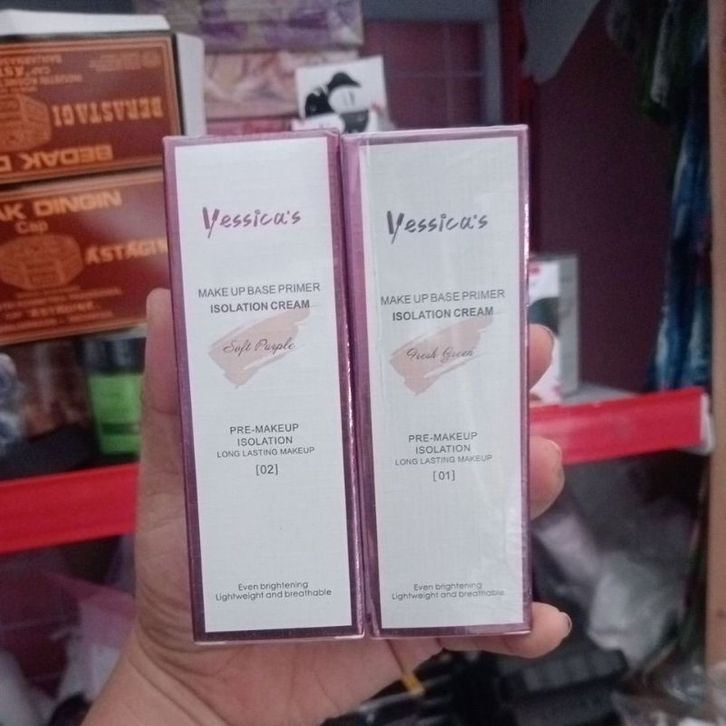 Yessica's
MAKE UP BASE PRIMER
ISOLATION CREAM
Soft Purple
PRE-MAKEUP
ISOLATION
LONG LASTING MAKEUP
[02]
Even brightening
Lightweight and breathable
Yessica's
MAKE UP BASE PRIMER
ISOLATION CREAM
Fresh Green
PRE-MAKEUP
ISOLATION
LONG LASTING MAKEUP
[01]
Even brightening
Lightweight and breathable
BERASTAGI
BEDAK D
AK DINGIN
Cap
ASTAGI